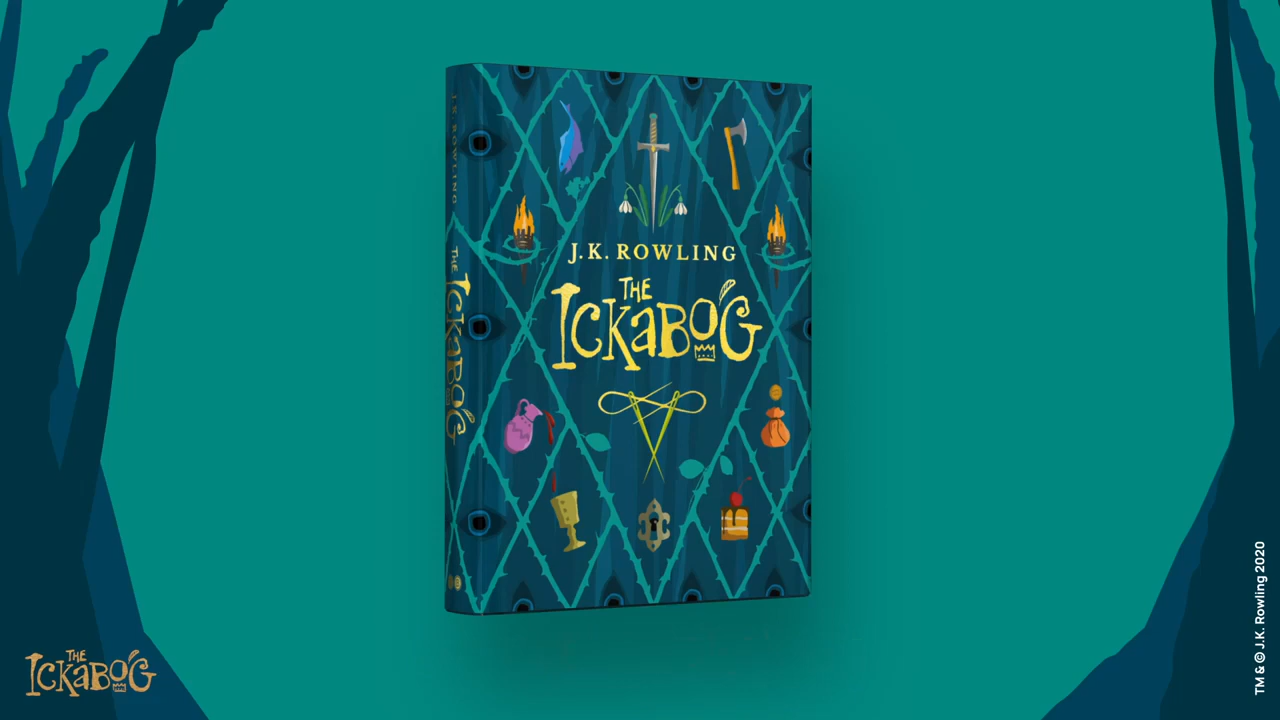 J.K. ROWLING
THE
ICKABOG
J.K. ROWLING
THE
ICKABOG
THE
ICKABOG
TM & © J.K. Rowling 2020